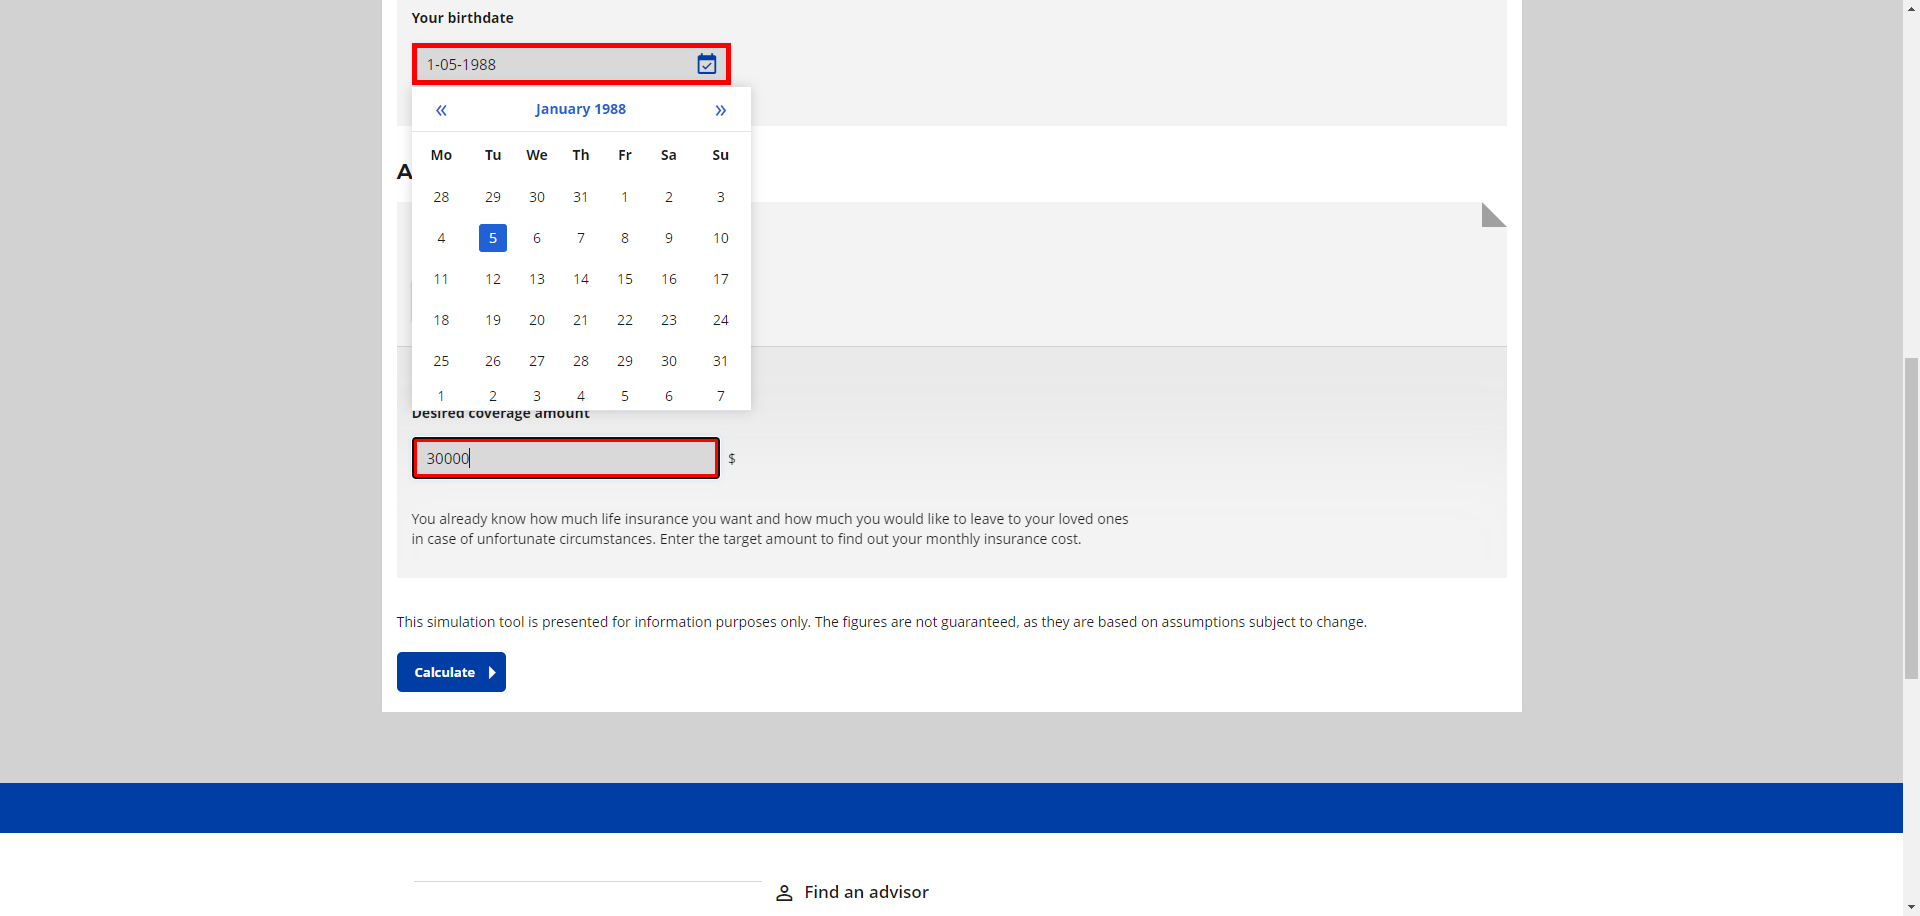 Your birthdate
1-05-1988
« January 1988 »
Mo Tu We Th Fr Sa Su
28 29 30 31 1 2 3
4 5 6 7 8 9 10
11 12 13 14 15 16 17
18 19 20 21 22 23 24
25 26 27 28 29 30 31
1 2 3 4 5 6 7
A
Desired coverage amount
30000 $
You already know how much life insurance you want and how much you would like to leave to your loved ones
in case of unfortunate circumstances. Enter the target amount to find out your monthly insurance cost.
This simulation tool is presented for information purposes only. The figures are not guaranteed, as they are based on assumptions subject to change.
Calculate
Find an advisor